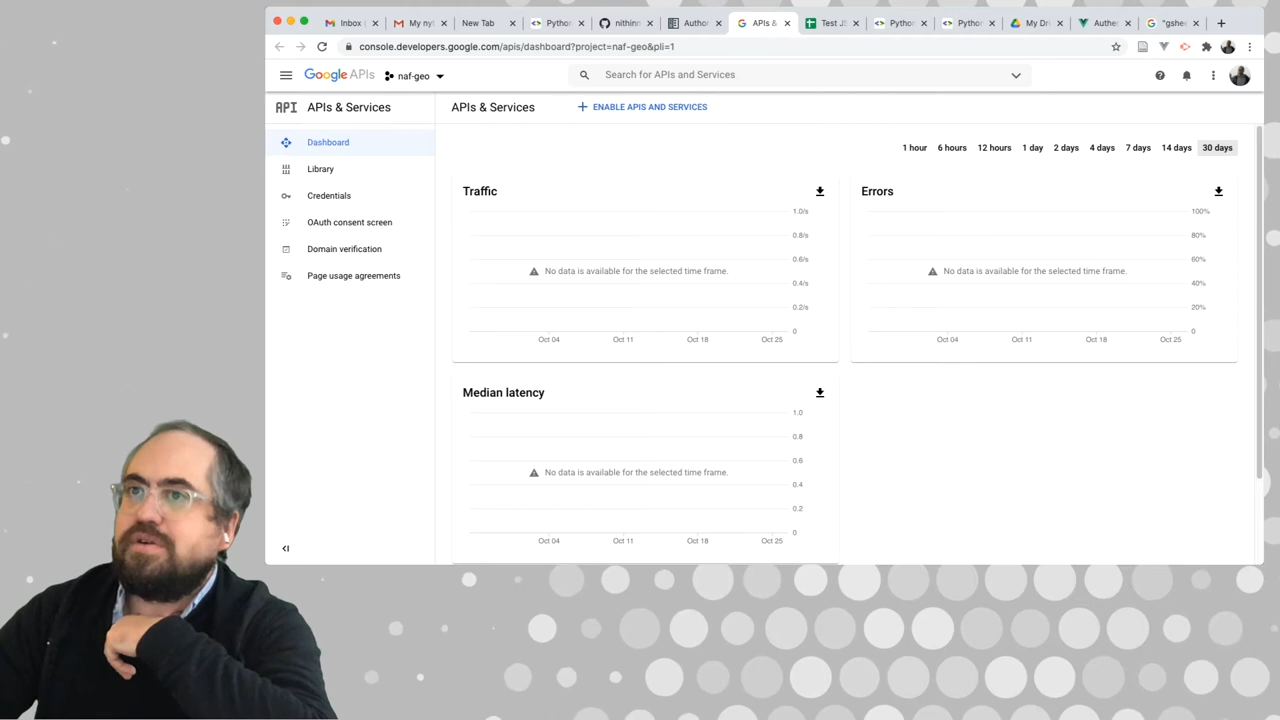 Inbox
My ny
New Tab
Python
nithinn
Author
APIs &
Test JS
Python
Python
My Dri
Authe
"gshee
console.developers.google.com/apis/dashboard?project=naf-geo&pli=1
Google APIs
naf-geo
Search for APIs and Services
API APIs & Services
APIs & Services
ENABLE APIS AND SERVICES
Dashboard
Library
Credentials
OAuth consent screen
Domain verification
Page usage agreements
1 hour 6 hours 12 hours 1 day 2 days 4 days 7 days 14 days 30 days
Traffic
1.0/s
0.8/s
0.6/s
No data is available for the selected time frame.
0.4/s
0.2/s
0
Oct 04 Oct 11 Oct 18 Oct 25
Errors
100%
80%
60%
No data is available for the selected time frame.
40%
20%
0
Oct 04 Oct 11 Oct 18 Oct 25
Median latency
1.0
0.8
0.6
No data is available for the selected time frame.
0.4
0.2
0
Oct 04 Oct 11 Oct 18 Oct 25